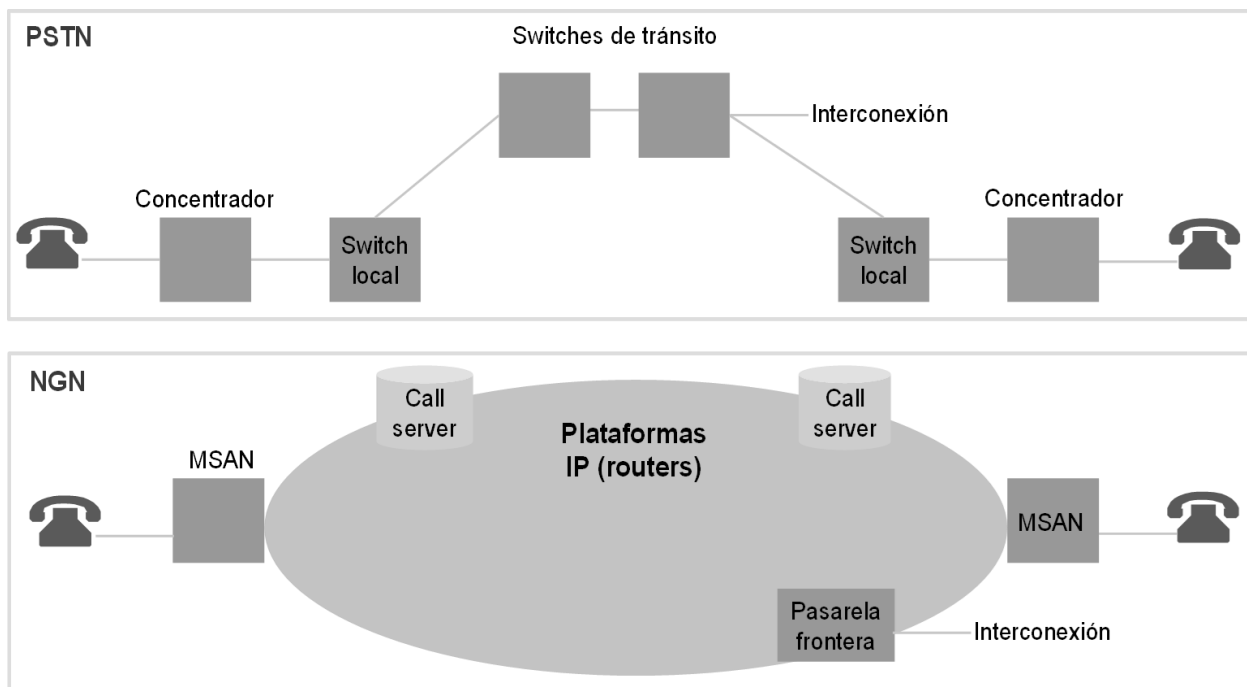 PSTN
Switches de tránsito
Interconexión
Concentrador
Concentrador
Switch
local
Switch
local
NGN
Call
server
Call
server
Plataformas
IP (routers)
MSAN
MSAN
Pasarela
frontera
Interconexión